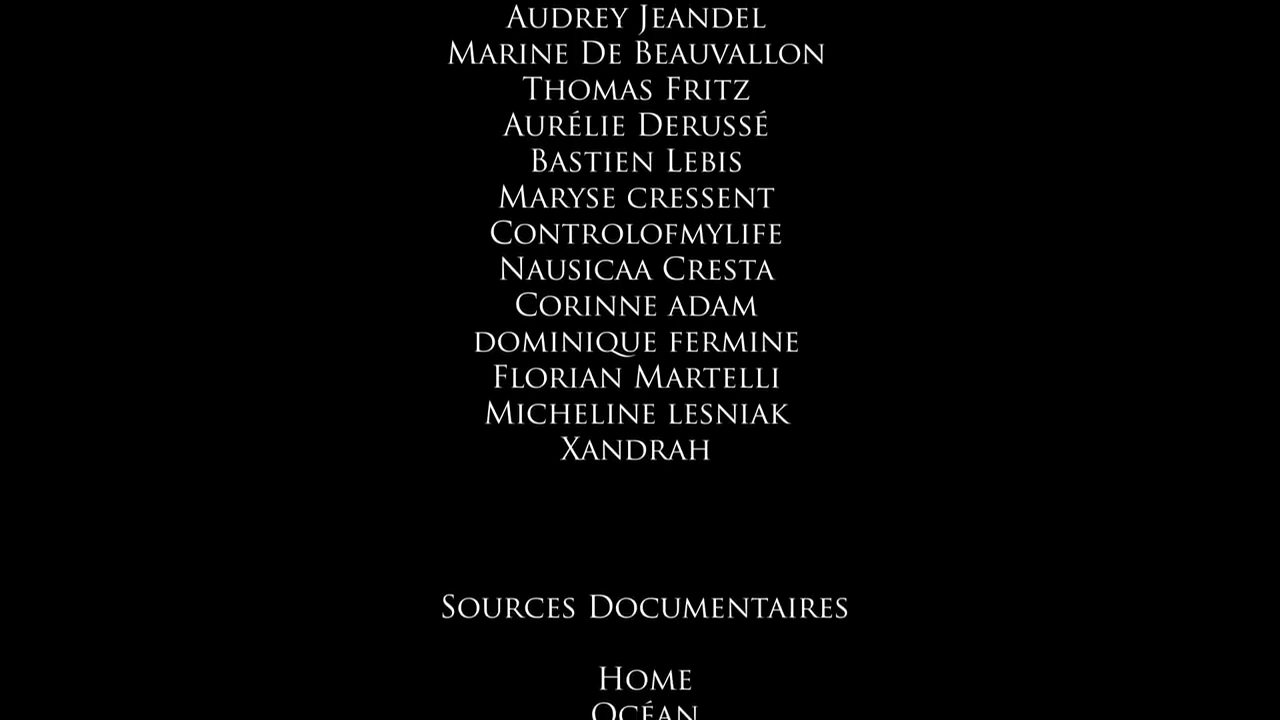 Audrey Jeandel
Marine De Beauvallon
Thomas Fritz
Aurélie Derussé
Bastien Lebis
Maryse cressent
Controlofmylife
Nausicaa Cresta
Corinne adam
dominique fermine
Florian Martelli
Micheline lesniak
Xandrah
Sources Documentaires
Home
Océan